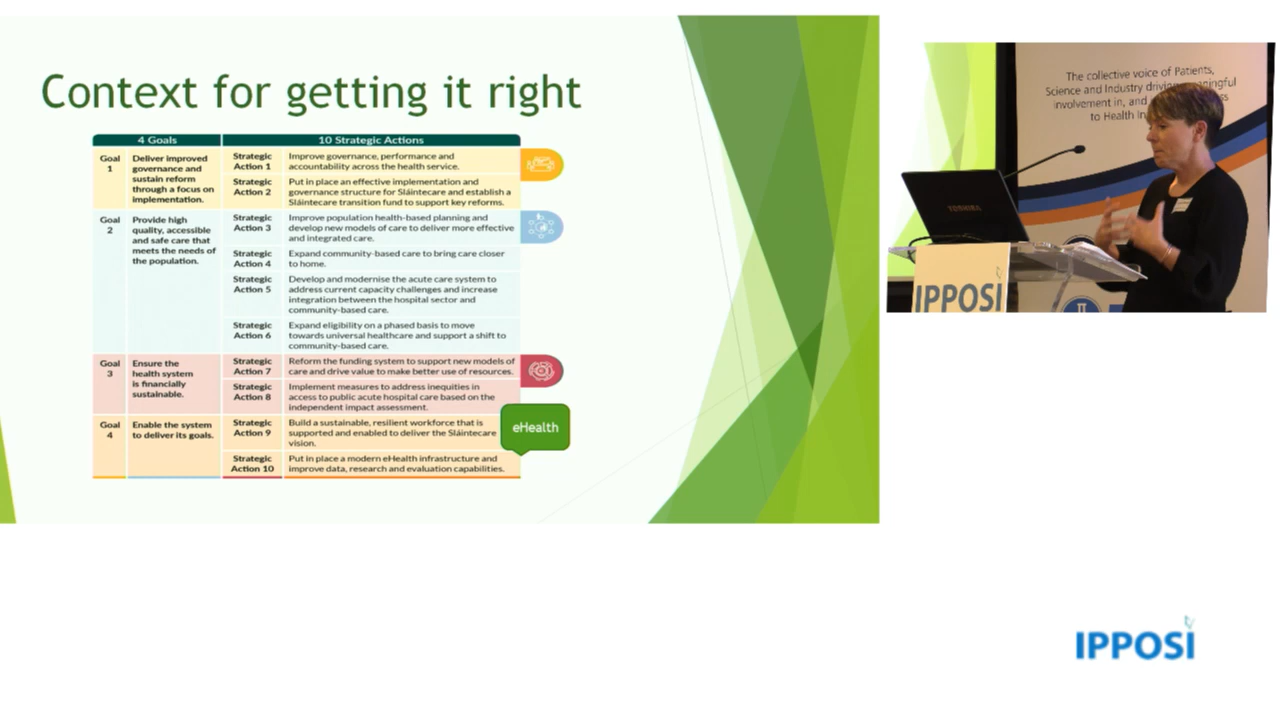 Context for getting it right
4 Goals
10 Strategic Actions
Goal
1
Deliver improved
governance and
sustain reform
through a focus on
implementation.
Strategic
Action 1
Improve governance, performance and
accountability across the health service.
Strategic
Action 2
Put in place an effective implementation and
governance structure for Sláintecare and establish a
Sláintecare transition fund to support key reforms.
Goal
2
Provide high
quality, accessible
and safe care that
meets the needs of
the population.
Strategic
Action 3
Improve population health-based planning and
develop new models of care to deliver more effective
and integrated care.
Strategic
Action 4
Expand community-based care to bring care closer
to home.
Strategic
Action 5
Develop and modernise the acute care system to
address current capacity challenges and increase
integration between the hospital sector and
community-based care.
Strategic
Action 6
Expand eligibility on a phased basis to move
towards universal healthcare and support a shift to
community-based care.
Goal
3
Ensure the
health system
is financially
sustainable.
Strategic
Action 7
Reform the funding system to support new models of
care and drive value to make better use of resources.
Strategic
Action 8
Implement measures to address inequities in
access to public acute hospital care based on the
independent impact assessment.
Goal
4
Enable the system
to deliver its goals.
Strategic
Action 9
Build a sustainable, resilient workforce that is
supported and enabled to deliver the Sláintecare
vision.
Strategic
Action 10
Put in place a modern eHealth infrastructure and
improve data, research and evaluation capabilities.
eHealth
The collective voice of Patients,
Science and Industry
involvement in, and
to Health
TOSHIBA
IPPOSI
IPPOSI